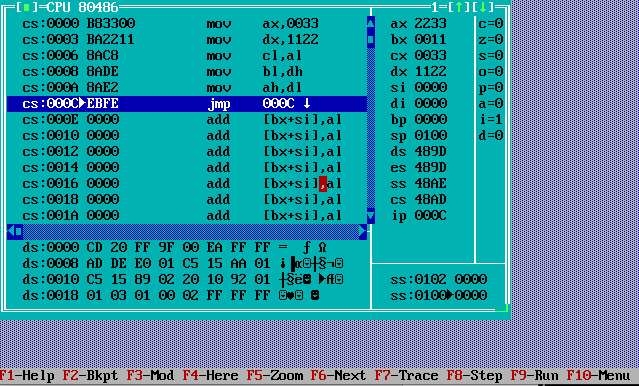 [■]=CPU 80486 1=[↑][↓]
cs:0000 B83300 mov ax,0033 ax 2233 c=0
cs:0003 BA2211 mov dx,1122 bx 0011 z=0
cs:0006 8AC8 mov cl,al cx 0033 s=0
cs:0008 8ADE mov bl,dh dx 1122 o=0
cs:000A 8AE2 mov ah,dl si 0000 p=0
cs:000C►EBFE jmp 000C ↓ di 0000 a=0
cs:000E 0000 add [bx+si],al bp 0000 i=1
cs:0010 0000 add [bx+si],al sp 0100 d=0
cs:0012 0000 add [bx+si],al ds 489D
cs:0014 0000 add [bx+si],al es 489D
cs:0016 0000 add [bx+si],al ss 48AE
cs:0018 0000 add [bx+si],al cs 48AD
cs:001A 0000 add [bx+si],al ip 000C
ds:0000 CD 20 FF 9F 00 EA FF FF = ƒ Ω
ds:0008 AD DE E0 01 C5 15 AA 01 ¡▐α☺┼§¬☺ ss:0102 0000
ds:0010 C5 15 89 02 20 10 92 01 ┼§ë☻ ►Æ☺ ss:0100►0000
ds:0018 01 03 01 00 02 FF FF FF ☺♥☺ ☻
F1-Help F2-Bkpt F3-Mod F4-Here F5-Zoom F6-Next F7-Trace F8-Step F9-Run F10-Menu